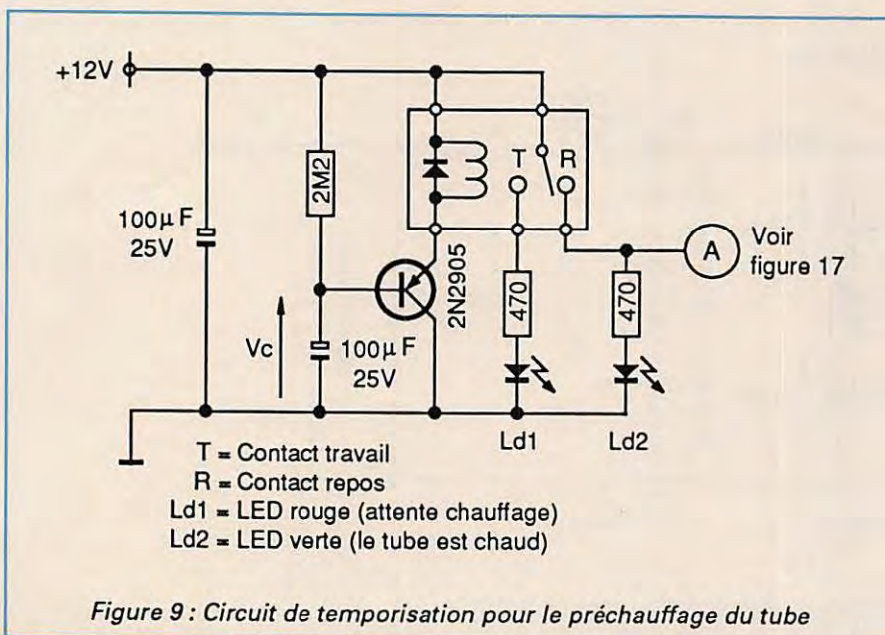 +12V
100µF
25V
2M2
Vc
100µF
25V
2N2905
T
R
470
470
A
Voir
figure 17
Ld1
Ld2
T = Contact travail
R = Contact repos
Ld1 = LED rouge (attente chauffage)
Ld2 = LED verte (le tube est chaud)
Figure 9 : Circuit de temporisation pour le préchauffage du tube